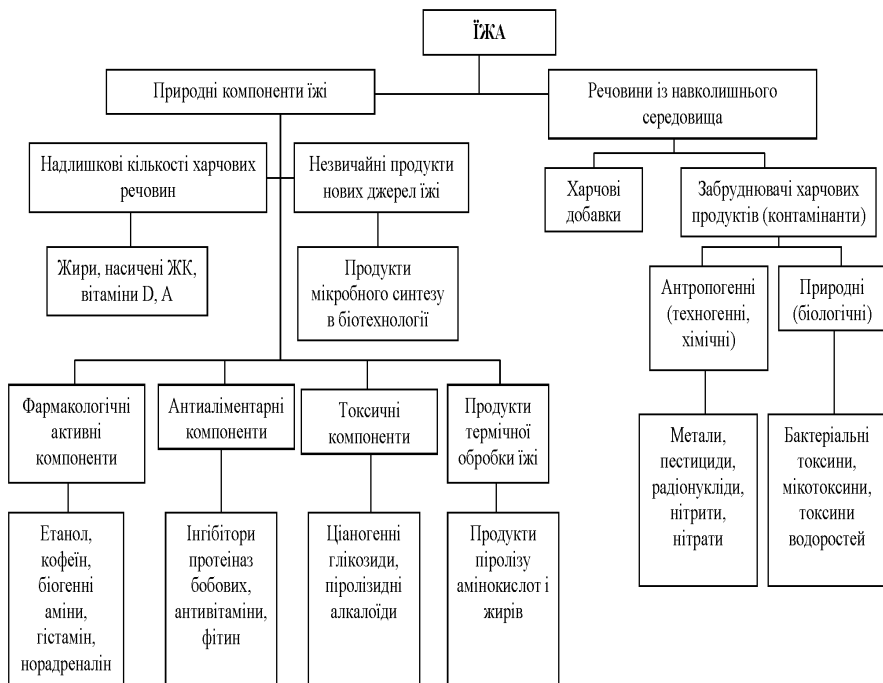 ЇЖА
Природні компоненти їжі
Речовини із навколишнього
середовища
Надлишкові кількості харчових
речовин
Незвичайні продукти
нових джерел їжі
Харчові
добавки
Забруднювачі харчових
продуктів (контамінанти)
Жири, насичені ЖК,
вітаміни D, A
Продукти
мікробного синтезу
в біотехнології
Антропогенні
(техногенні,
хімічні)
Природні
(біологічні)
Фармакологічні
активні
компоненти
Антиаліментарні
компоненти
Токсичні
компоненти
Продукти
термічної
обробки їжі
Метали,
пестициди,
радіонукліди,
нітрити,
нітрати
Бактеріальні
токсини,
мікотоксини,
токсини
водоростей
Етанол,
кофеїн,
біогенні
аміни,
гістамін,
норадреналін
Інгібітори
протеіназ
бобових,
антивітаміни,
фітин
Ціаногенні
глікозиди,
піролізидні
алкалоїди
Продукти
піролізу
амінокислот і
жирів